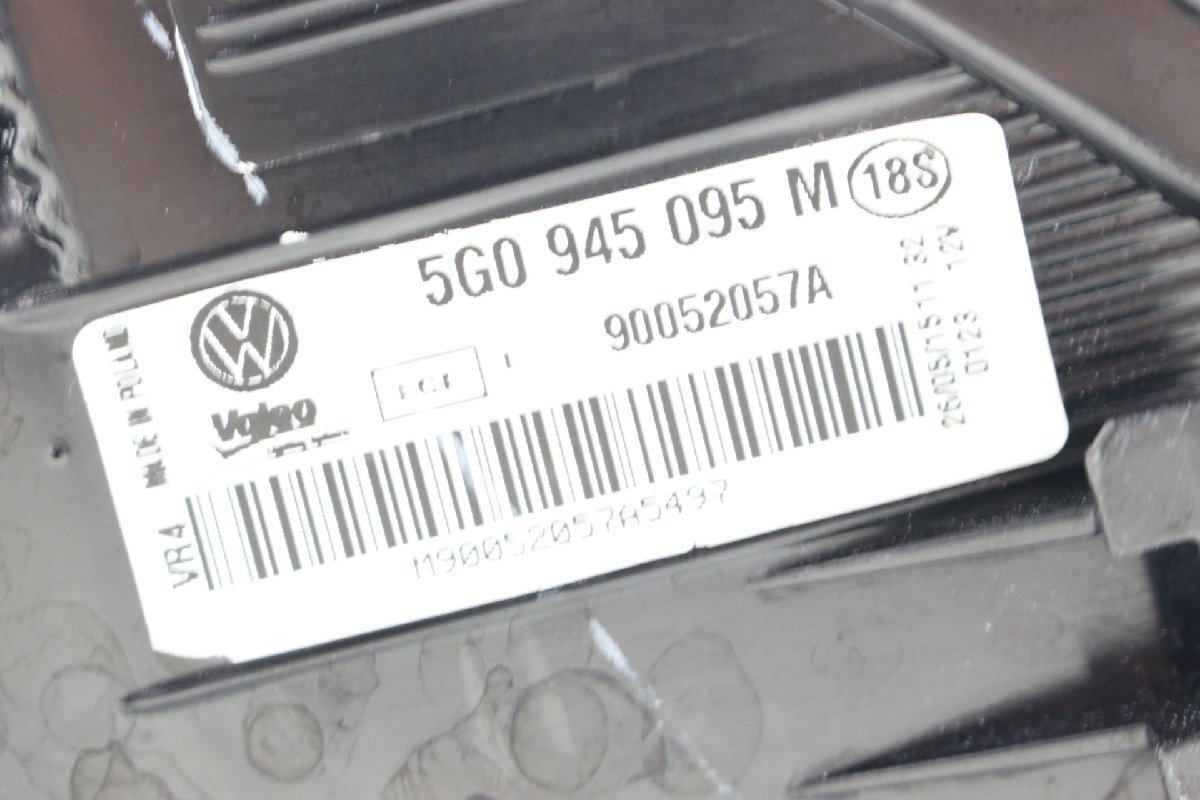 5G0 945 095 M 18S
90052057A
MADE IN POLAND
Valeo
26/05/15 11 32
0123 12V
VR4
M90052057A5497